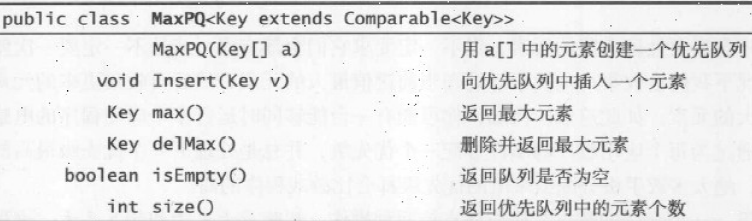 public class MaxPQ<Key extends Comparable<Key>>
MaxPQ(Key[] a) 用 a[] 中的元素创建一个优先队列
void Insert(Key v) 向优先队列中插入一个元素
Key max() 返回最大元素
Key delMax() 删除并返回最大元素
boolean isEmpty() 返回队列是否为空
int size() 返回优先队列中的元素个数